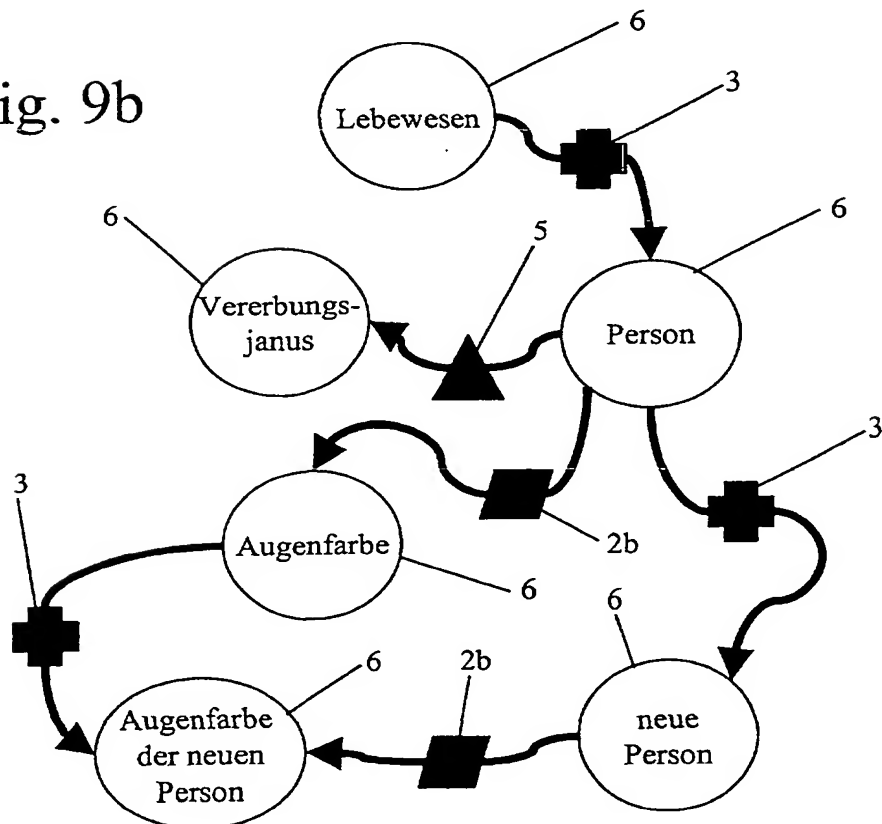 ig. 9b
6
Lebewesen
3
6
6
5
Vererbungs-
janus
Person
3
3
Augenfarbe
2b
6
6
6
2b
Augenfarbe
der neuen
Person
neue
Person